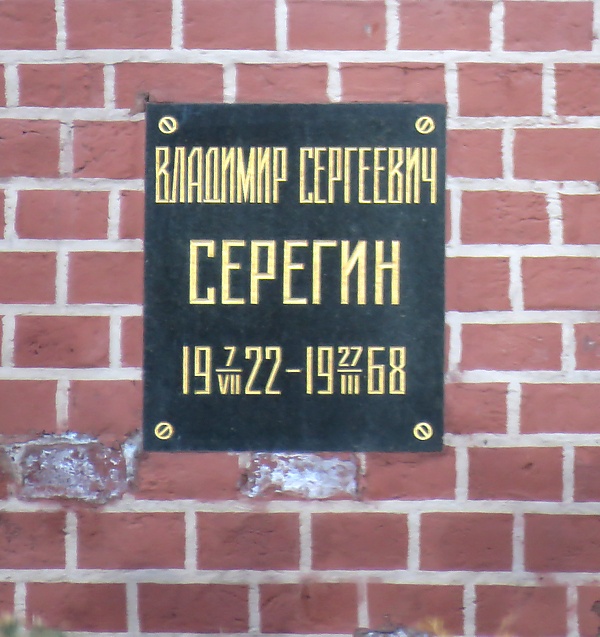 ВЛАДИМИР СЕРГЕЕВИЧ
СЕРЕГИН
19 7/VII 22-19 27/III 68